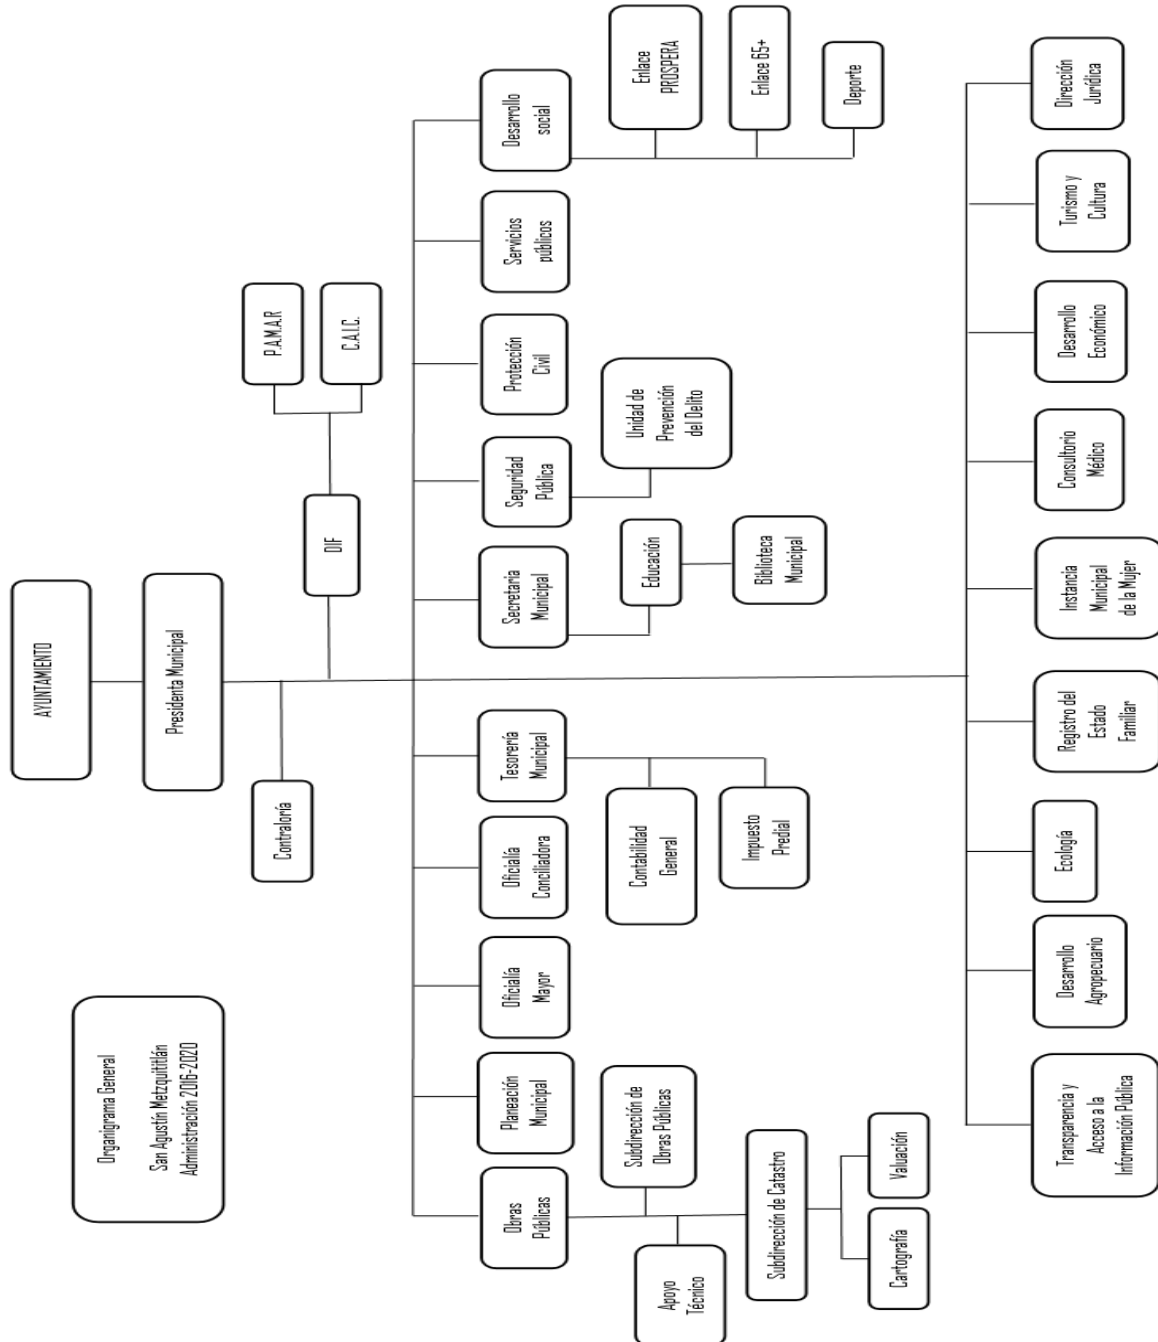 Organigrama General
San Agustín Metzquititlán
Administración 2016-2020
AYUNTAMIENTO
Presidenta Municipal
Contraloría
DIF
P.A.M.A.R
C.A.I.C.
Obras
Públicas
Planeación
Municipal
Oficialía
Mayor
Oficialía
Conciliadora
Tesorería
Municipal
Secretaria
Municipal
Seguridad
Pública
Protección
Civil
Servicios
públicos
Desarrollo
social
Apoyo
Técnico
Subdirección de
Obras Públicas
Subdirección de Catastro
Cartografía
Valuación
Contabilidad
General
Impuesto
Predial
Educación
Biblioteca
Municipal
Unidad de
Prevención
del Delito
Enlace
PROSPERA
Enlace 65+
Deporte
Transparencia y
Acceso a la
Información Pública
Desarrollo
Agropecuario
Ecología
Registro del
Estado
Familiar
Instancia
Municipal
de la Mujer
Consultorio
Médico
Desarrollo
Económico
Turismo y
Cultura
Dirección
Jurídica